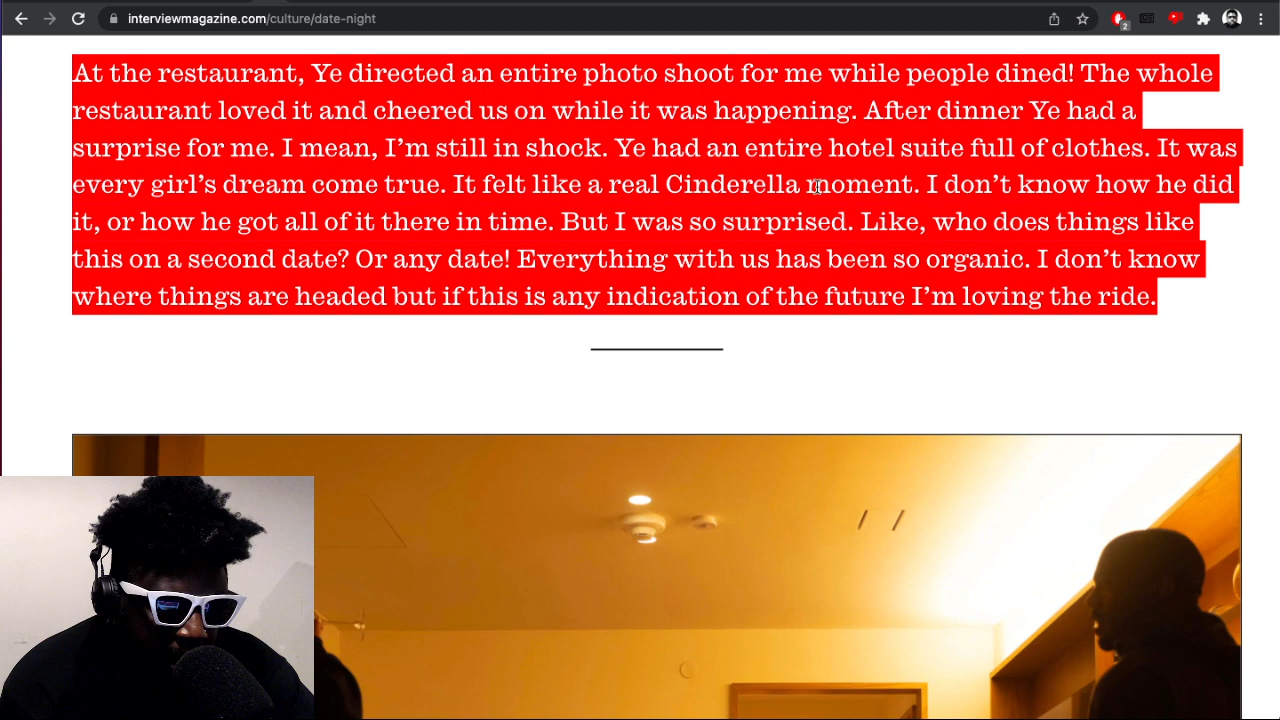 interviewmagazine.com/culture/date-night
2
At the restaurant, Ye directed an entire photo shoot for me while people dined! The whole
restaurant loved it and cheered us on while it was happening. After dinner Ye had a
surprise for me. I mean, I’m still in shock. Ye had an entire hotel suite full of clothes. It was
every girl’s dream come true. It felt like a real Cinderella moment. I don’t know how he did
it, or how he got all of it there in time. But I was so surprised. Like, who does things like
this on a second date? Or any date! Everything with us has been so organic. I don’t know
where things are headed but if this is any indication of the future I’m loving the ride.